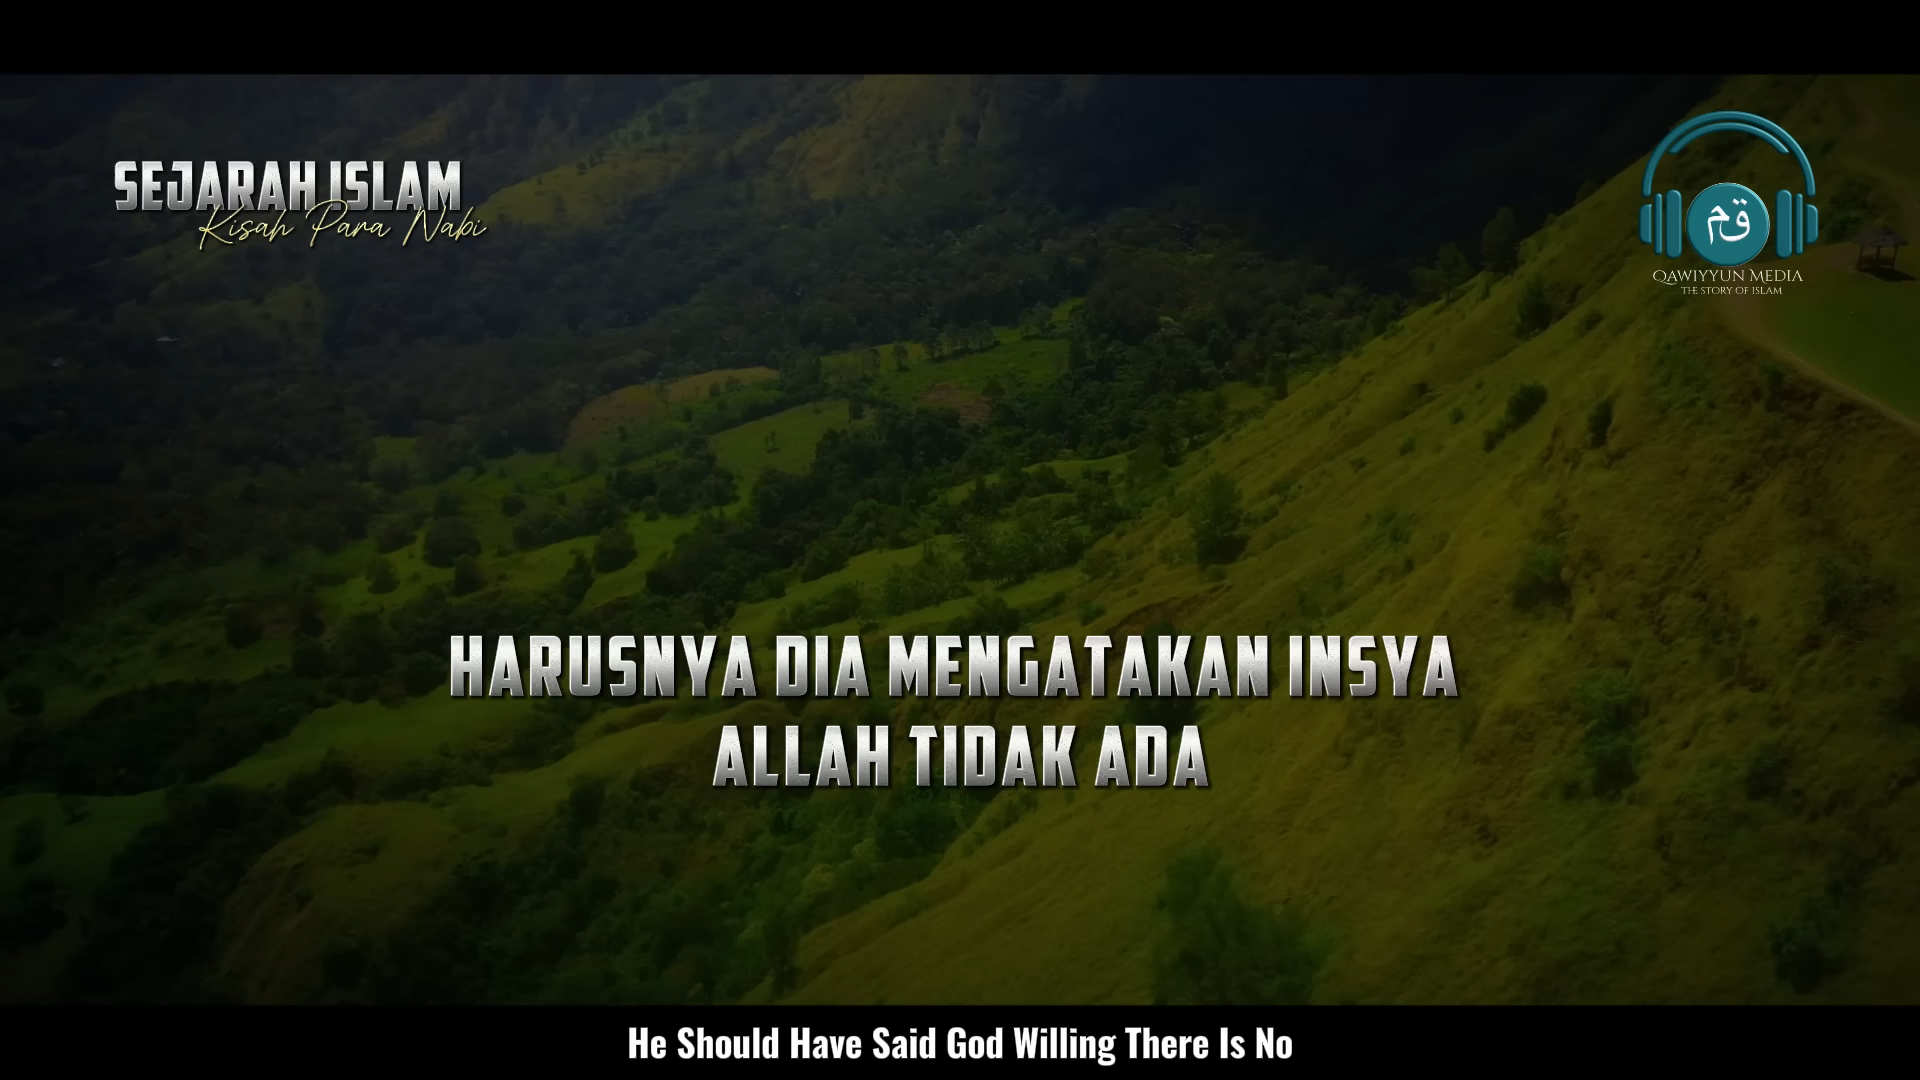 SEJARAH ISLAM
Kisah Para Nabi
قم
QAWIYYUN MEDIA
THE STORY OF ISLAM
HARUSNYA DIA MENGATAKAN INSYA
ALLAH TIDAK ADA
He Should Have Said God Willing There Is No